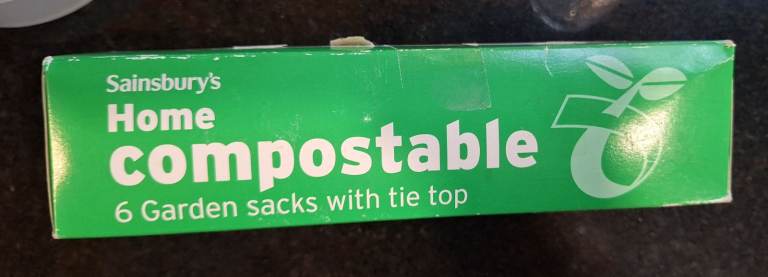 Sainsbury's
Home
compostable
6 Garden sacks with tie top